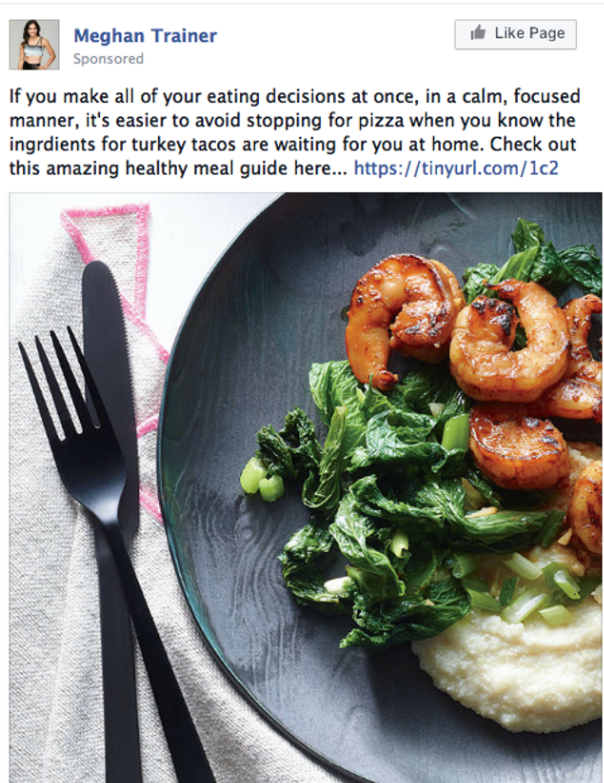 Meghan Trainer
Like Page
Sponsored
If you make all of your eating decisions at once, in a calm, focused
manner, it's easier to avoid stopping for pizza when you know the
ingrdients for turkey tacos are waiting for you at home. Check out
this amazing healthy meal guide here... https://tinyurl.com/1c2